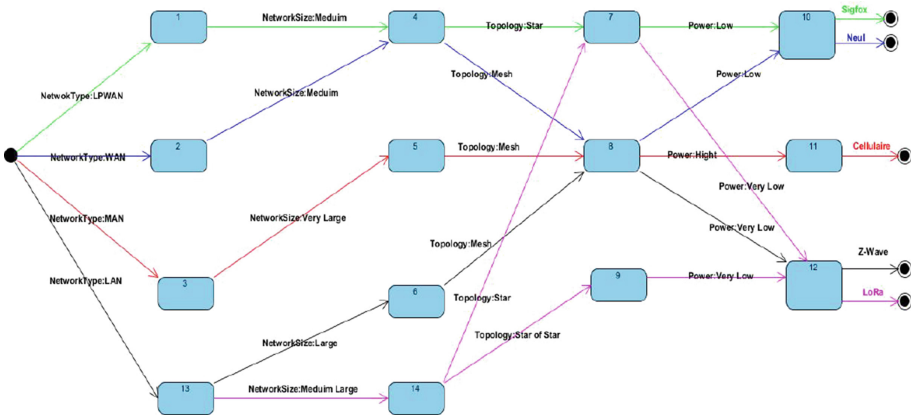 1
NetworkSize:Meduim
4
Topology:Star
7
Power:Low
10
Sigfox
Neul
NetwokType:LPWAN
NetworkSize:Meduim
Topology:Mesh
Power:Low
NetworkType:WAN
2
5
Topology:Mesh
8
Power:Hight
11
Cellulaire
NetworkType:MAN
NetworkSize:Very Large
Power:Very Low
Power:Very Low
Topology:Mesh
Z-Wave
NetworkType:LAN
3
6
Topology:Star
9
Power:Very Low
12
LoRa
NetworkSize:Large
Topology:Star of Star
13
NetworkSize:Meduim Large
14